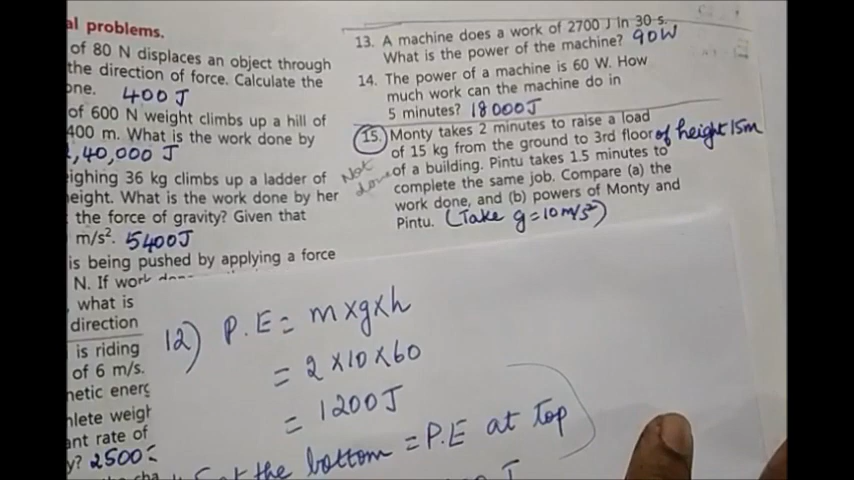 al problems.
of 80 N displaces an object through
the direction of force. Calculate the
one. 400 J
of 600 N weight climbs up a hill of
400 m. What is the work done by
2,40,000 J
eighing 36 kg climbs up a ladder of
height. What is the work done by her
the force of gravity? Given that
m/s². 5400J
is being pushed by applying a force
N. If work done
, what is
direction
is riding
of 6 m/s.
netic energ
hlete weigh
ant rate of
y? 2500
13. A machine does a work of 2700 J in 30 s.
What is the power of the machine? 90W
14. The power of a machine is 60 W. How
much work can the machine do in
5 minutes? 18000J
15. Monty takes 2 minutes to raise a load
of 15 kg from the ground to 3rd floor of height 15m
Not done of a building. Pintu takes 1.5 minutes to
complete the same job. Compare (a) the
work done, and (b) powers of Monty and
Pintu. (Take g = 10 m/s²)
12) P.E = m×g×h
= 2×10×60
= 1200J
at the bottom = P.E at top
J